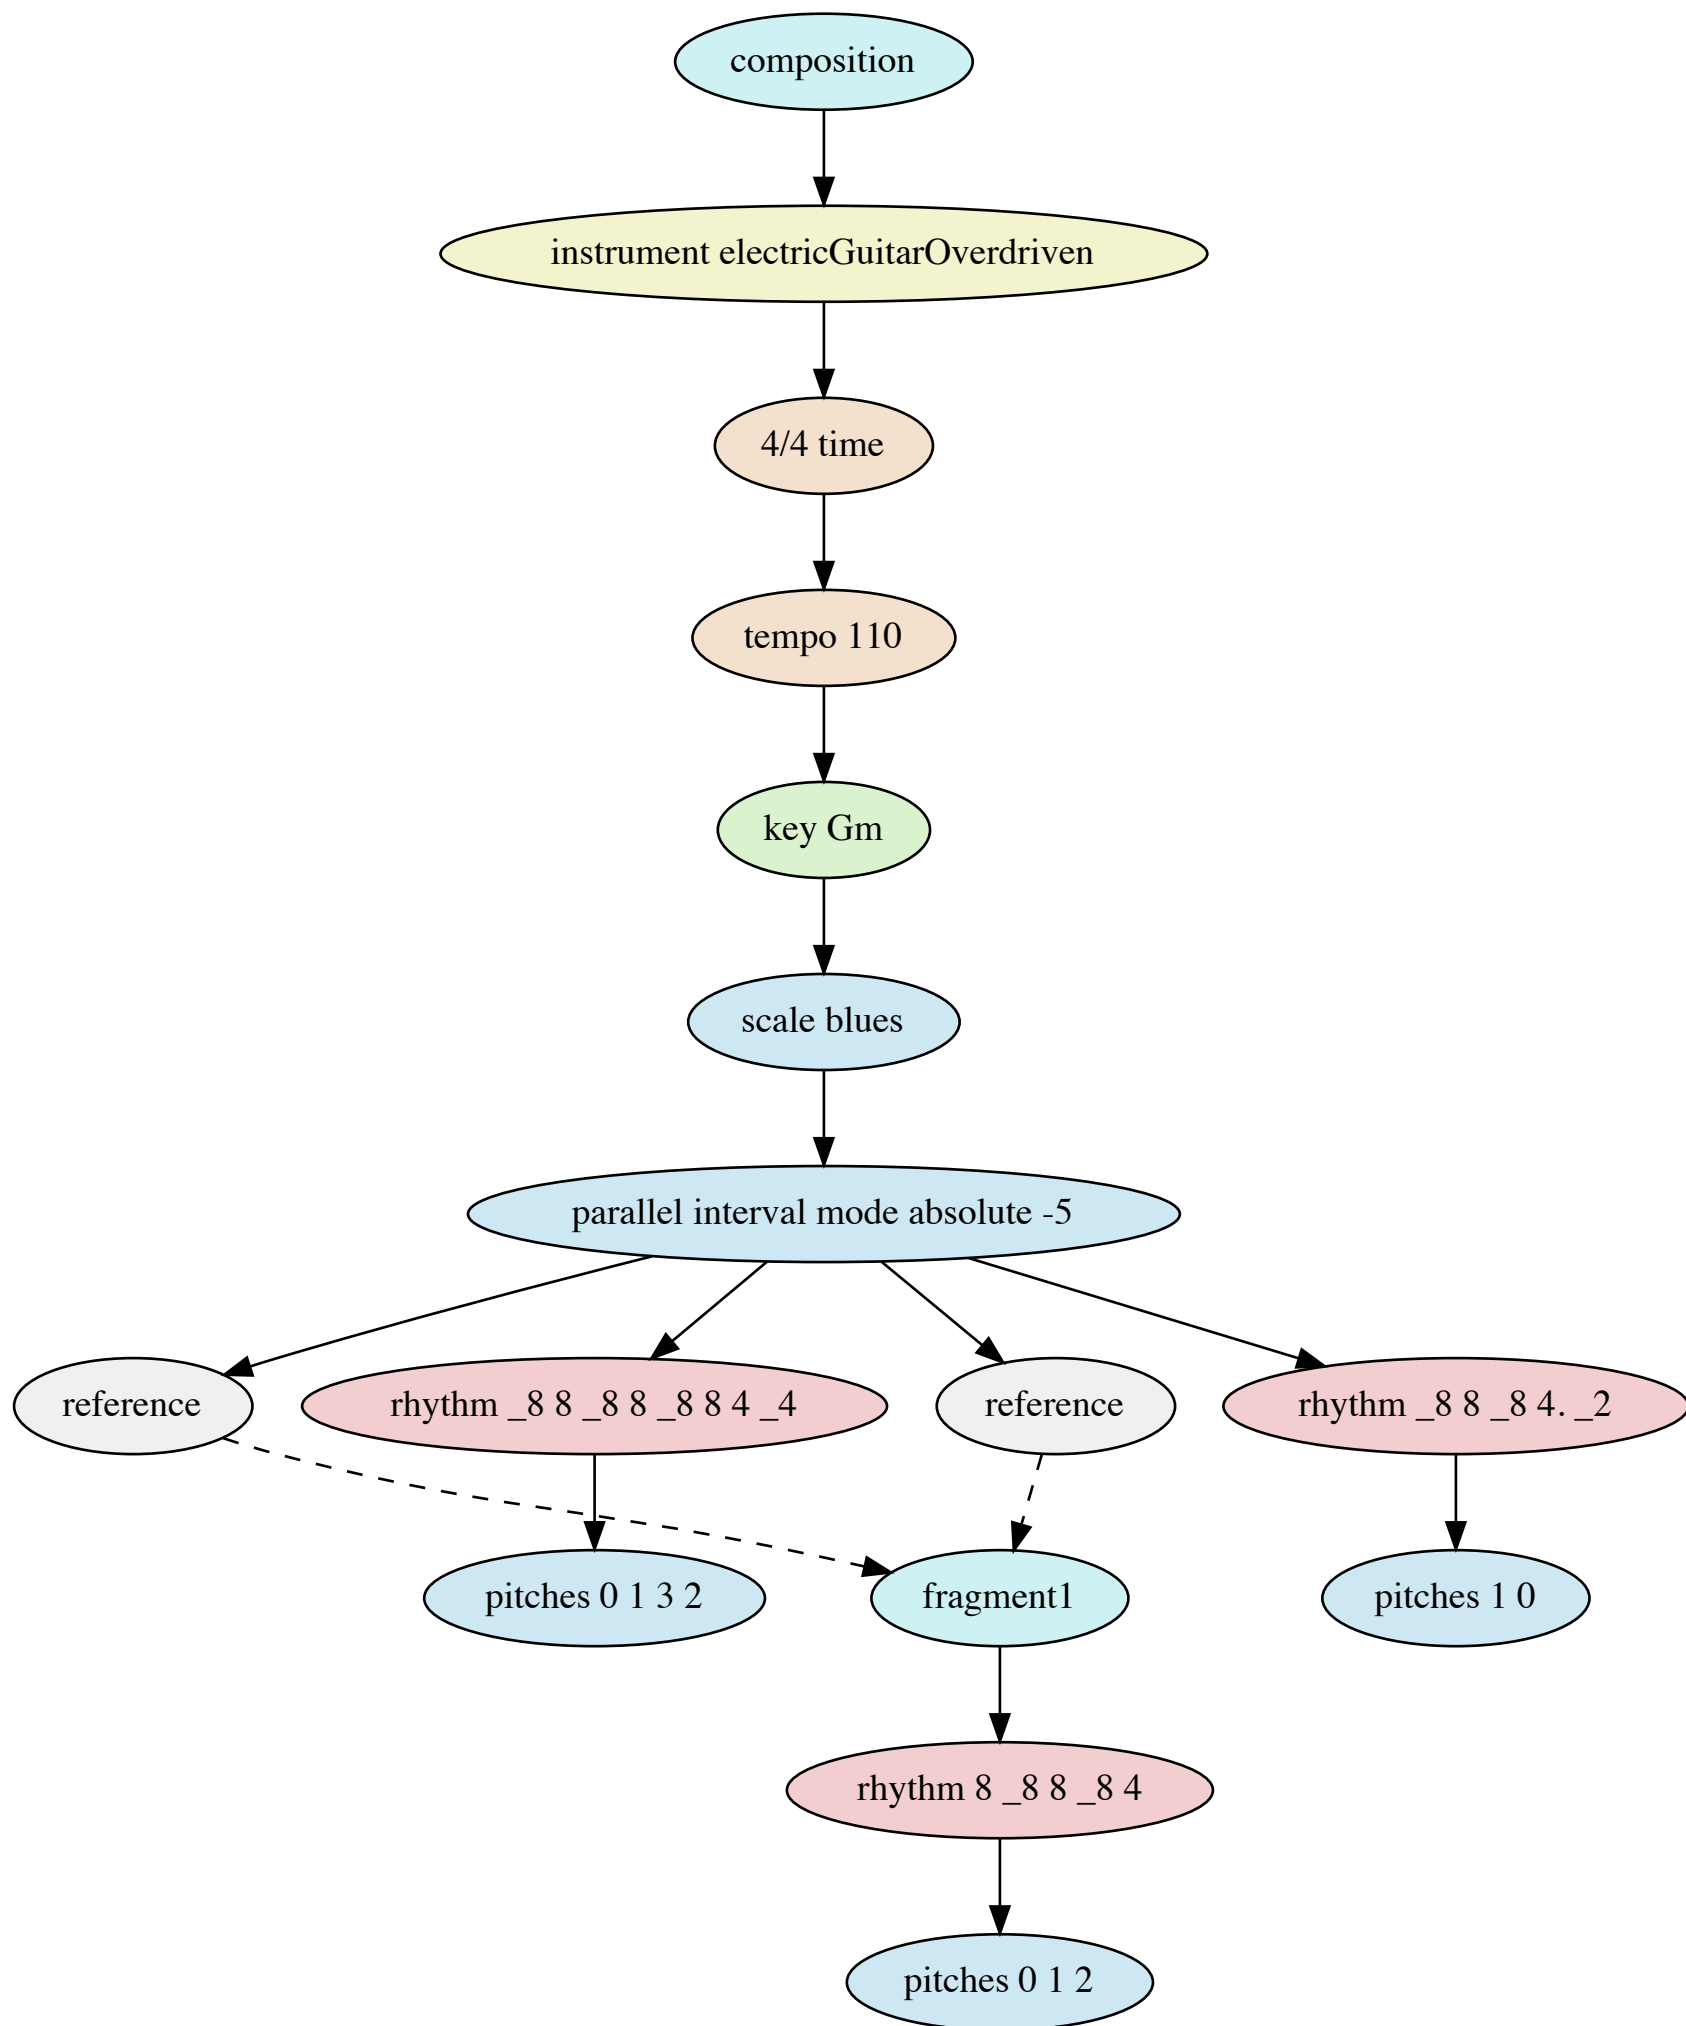 composition
instrument electricGuitarOverdriven
4/4 time
tempo 110
key Gm
scale blues
parallel interval mode absolute -5
reference
rhythm _8 8 _8 8 _8 8 4 _4
reference
rhythm _8 8 _8 4. _2
pitches 0 1 3 2
fragment1
pitches 1 0
rhythm 8 _8 8 _8 4
pitches 0 1 2